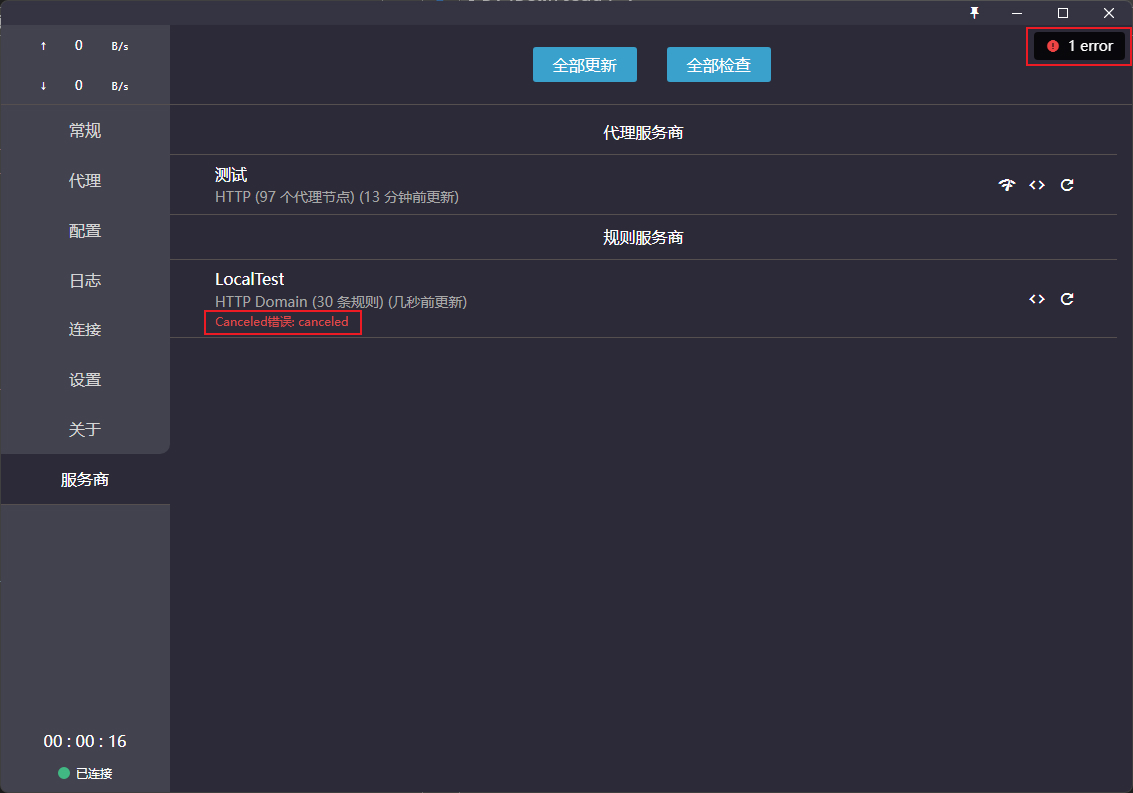 ↑ 0 B/s
↓ 0 B/s
全部更新 全部检查
1 error
常规
代理
配置
日志
连接
设置
关于
服务商
00 : 00 : 16
已连接
代理服务商
测试
HTTP (97 个代理节点) (13 分钟前更新)
规则服务商
LocalTest
HTTP Domain (30 条规则) (几秒前更新)
Canceled错误: canceled